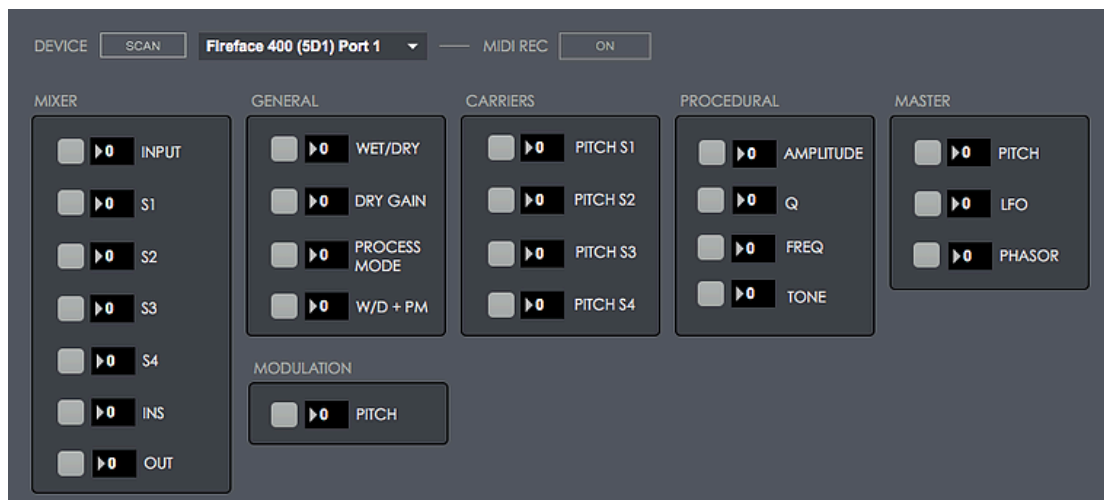 DEVICE SCAN Fireface 400 (5D1) Port 1 MIDI REC ON
MIXER
0 INPUT
0 S1
0 S2
0 S3
0 S4
0 INS
0 OUT
GENERAL
0 WET/DRY
0 DRY GAIN
0 PROCESS
MODE
0 W/D + PM
MODULATION
0 PITCH
CARRIERS
0 PITCH S1
0 PITCH S2
0 PITCH S3
0 PITCH S4
PROCEDURAL
0 AMPLITUDE
0 Q
0 FREQ
0 TONE
MASTER
0 PITCH
0 LFO
0 PHASOR